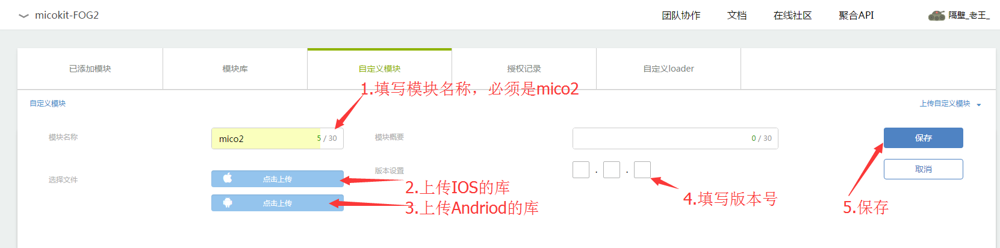 micokit-FOG2 团队协作 文档 在线社区 聚合API 隔壁_老王_
已添加模块 模块库 自定义模块 授权记录 自定义loader
1.填写模块名称，必须是mico2
自定义模块 上传自定义模块
模块名称 mico2 5 / 30 模块概要 0 / 30 保存
版本设置 . . 取消
选择文件 点击上传
2.上传IOS的库
点击上传
3.上传Andriod的库
4.填写版本号
5.保存